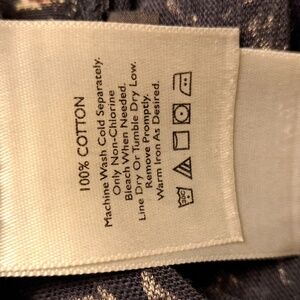 100% COTTON
Machine Wash Cold Separately.
Only Non-Chlorine
Bleach When Needed.
Line Dry Or Tumble Dry Low.
Remove Promptly.
Warm Iron As Desired.